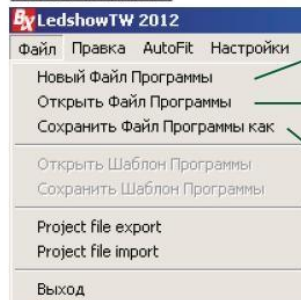 LedshowTW 2012
Файл Правка AutoFit Настройки
Новый Файл Программы
Открыть Файл Программы
Сохранить Файл Программы как
Открыть Шаблон Программы
Сохранить Шаблон Программы
Project file export
Project file import
Выход